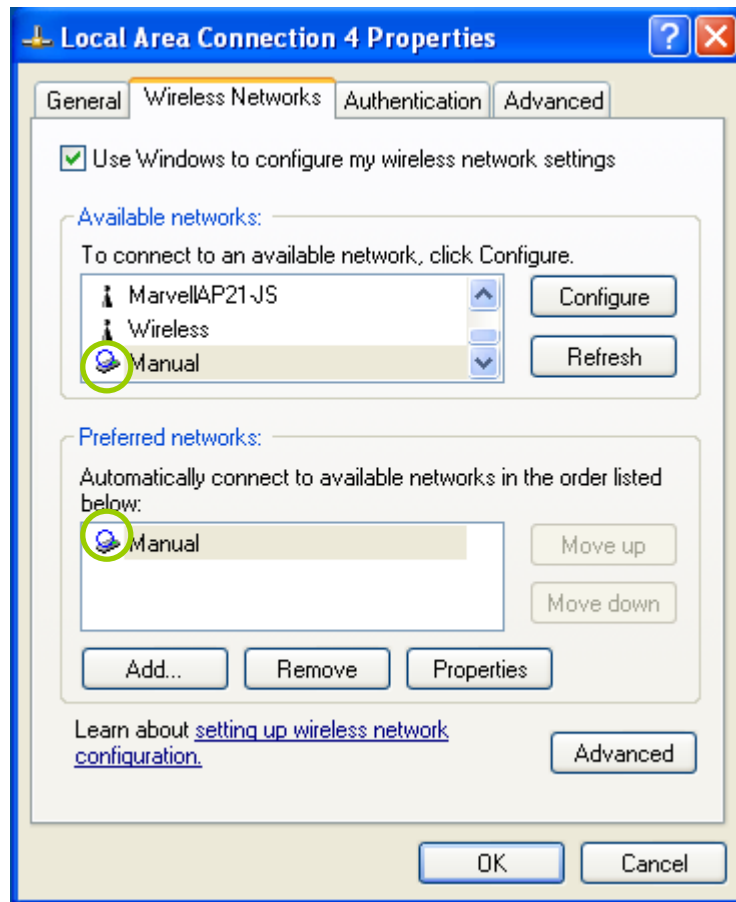 Local Area Connection 4 Properties
General Wireless Networks Authentication Advanced
Use Windows to configure my wireless network settings
Available networks:
To connect to an available network, click Configure.
MarvellAP21-JS
Wireless
Manual
Configure
Refresh
Preferred networks:
Automatically connect to available networks in the order listed
below:
Manual
Move up
Move down
Add... Remove Properties
Learn about setting up wireless network
configuration.
Advanced
OK Cancel